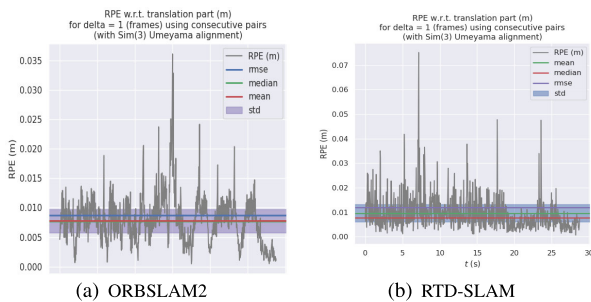 RPE w.r.t. translation part (m)
for delta = 1 (frames) using consecutive pairs
(with Sim(3) Umeyama alignment)
RPE (m)
rmse
median
mean
std
RPE (m)
0.035
0.030
0.025
0.020
0.015
0.010
0.005
0.000
(a) ORBSLAM2
RPE w.r.t. translation part (m)
for delta = 1 (frames) using consecutive pairs
(with Sim(3) Umeyama alignment)
RPE (m)
mean
median
rmse
std
RPE (m)
0.07
0.06
0.05
0.04
0.03
0.02
0.01
0.00
0 5 10 15 20 25 30
t (s)
(b) RTD-SLAM